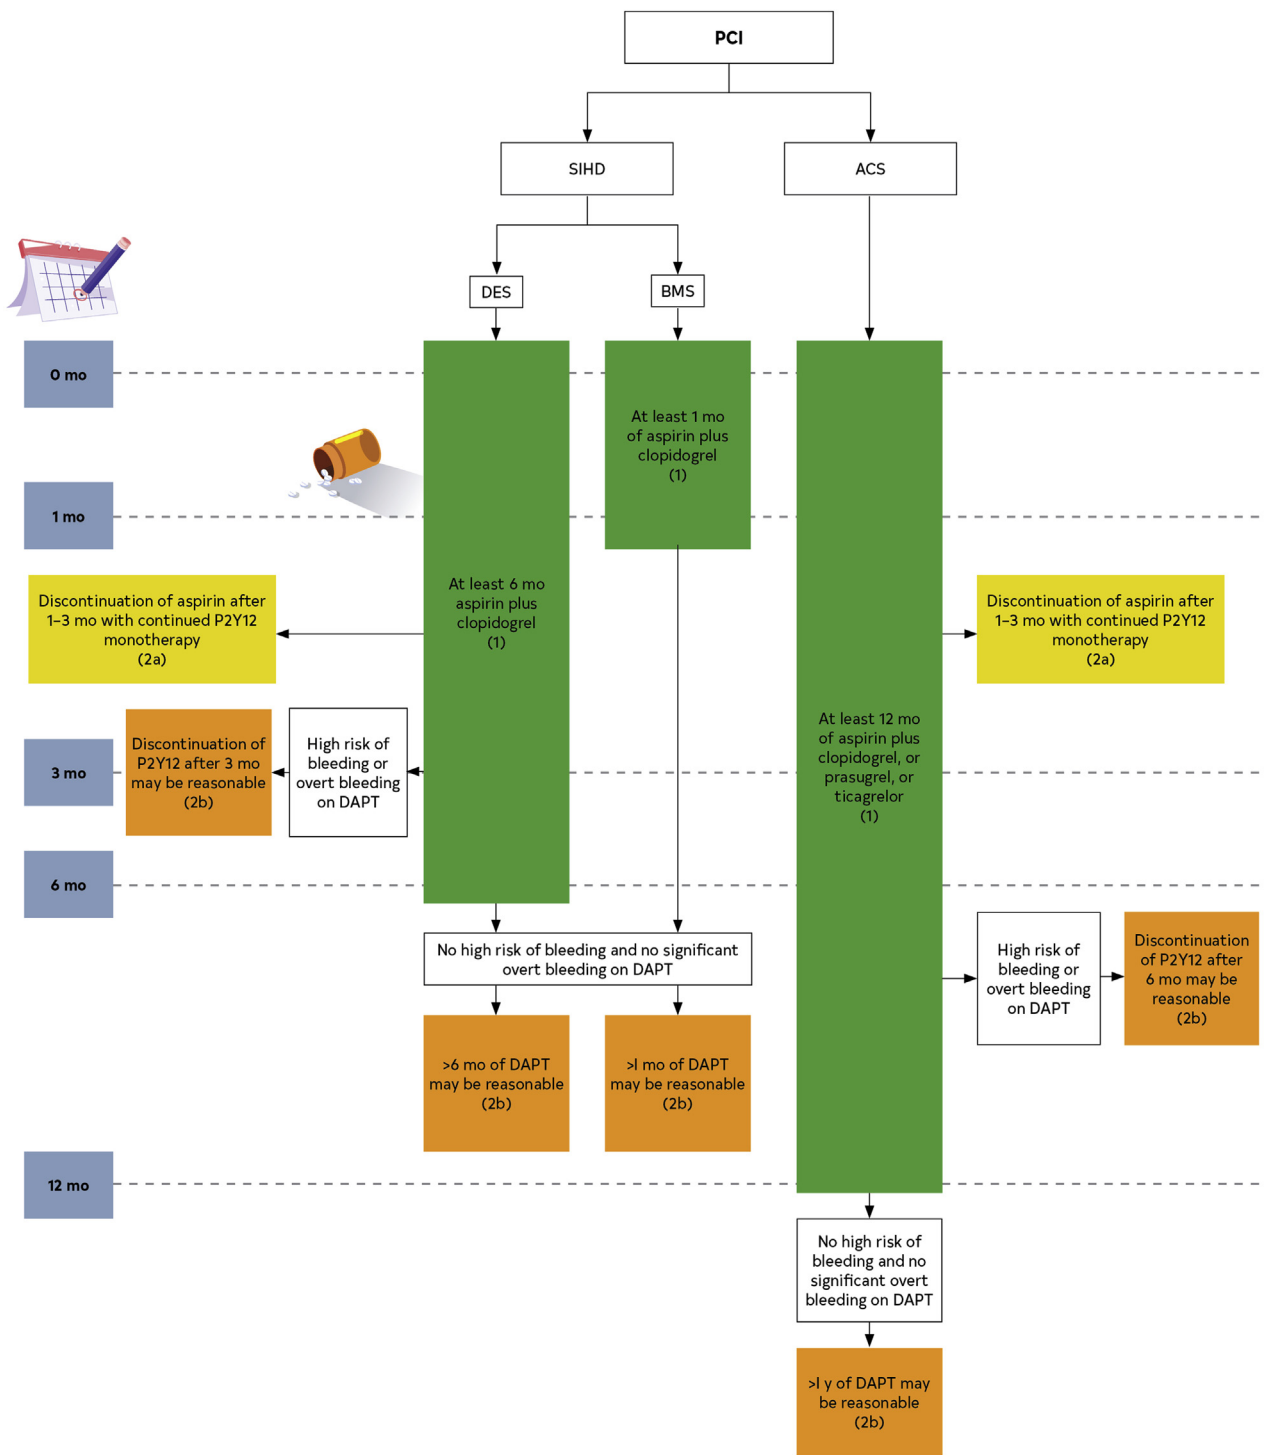 PCI
SIHD
ACS
DES
BMS
0 mo
At least 1 mo
of aspirin plus
clopidogrel
(1)
1 mo
Discontinuation of aspirin after
1–3 mo with continued P2Y12
monotherapy
(2a)
At least 6 mo
aspirin plus
clopidogrel
(1)
Discontinuation of aspirin after
1–3 mo with continued P2Y12
monotherapy
(2a)
3 mo
Discontinuation of
P2Y12 after 3 mo
may be reasonable
(2b)
High risk of
bleeding or
overt bleeding
on DAPT
At least 12 mo
of aspirin plus
clopidogrel, or
prasugrel, or
ticagrelor
(1)
6 mo
No high risk of bleeding and no significant
overt bleeding on DAPT
High risk of
bleeding or
overt bleeding
on DAPT
Discontinuation
of P2Y12 after
6 mo may be
reasonable
(2b)
>6 mo of DAPT
may be reasonable
(2b)
>I mo of DAPT
may be reasonable
(2b)
12 mo
No high risk of
bleeding and no
significant overt
bleeding on DAPT
>I y of DAPT may
be reasonable
(2b)